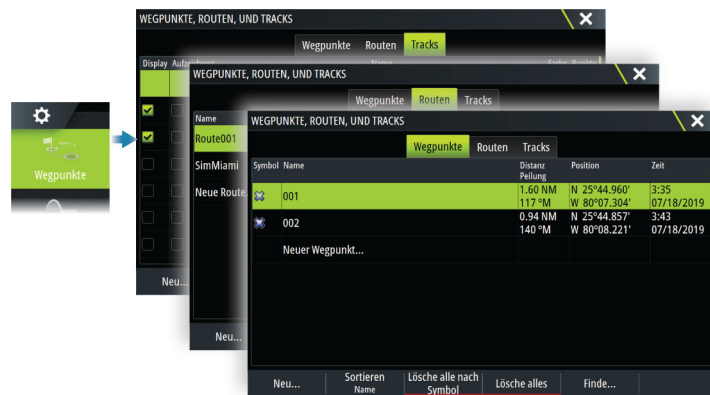 WEGPUNKTE, ROUTEN, UND TRACKS
Wegpunkte Routen Tracks
Display
WEGPUNKTE, ROUTEN, UND TRACKS
Wegpunkte Routen Tracks
Name
Route001
SimMiami
Neue Route
Neu...
Neu...
Wegpunkte
WEGPUNKTE, ROUTEN, UND TRACKS
Wegpunkte Routen Tracks
Symbol Name Distanz Position Zeit
Peilung
001 1.60 NM N 25°44.960' 3:35
117 °M W 80°07.304' 07/18/2019
002 0.94 NM N 25°44.857' 3:43
140 °M W 80°08.221' 07/18/2019
Neuer Wegpunkt...
Neu... Sortieren Lösche alle nach Lösche alles Finde...
Name Symbol